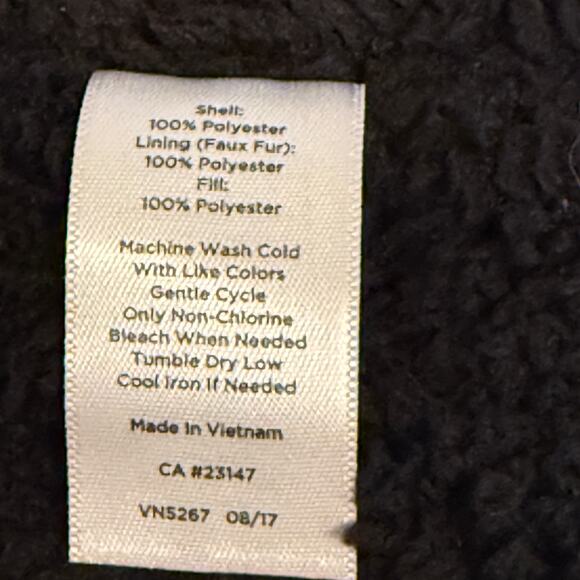 Shell:
100% Polyester
Lining (Faux Fur):
100% Polyester
Fill:
100% Polyester
Machine Wash Cold
With Like Colors
Gentle Cycle
Only Non-Chlorine
Bleach When Needed
Tumble Dry Low
Cool Iron If Needed
Made In Vietnam
CA #23147
VN5267 08/17